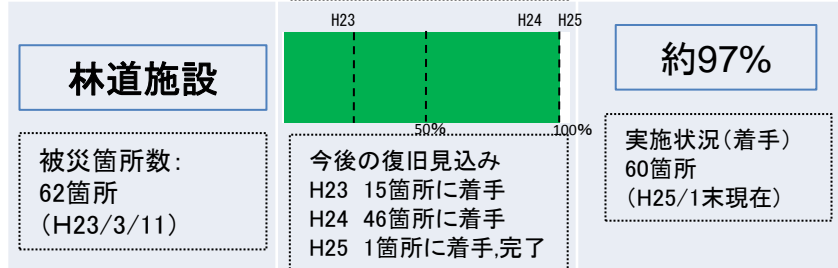 林道施設
被災箇所数：
62箇所
（H23/3/11）
H23 H24 H25
50% 100%
今後の復旧見込み
H23 15箇所に着手
H24 46箇所に着手
H25 1箇所に着手,完了
約97%
実施状況（着手）
60箇所
（H25/1末現在）